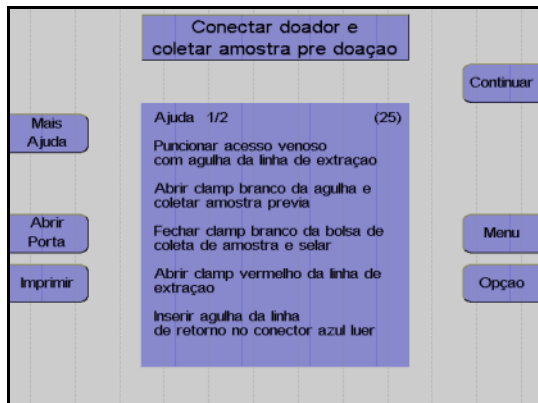 Conectar doador e
coletar amostra pre doaçao
Continuar
Mais
Ajuda
Ajuda 1/2 (25)
Puncionar acesso venoso
com agulha da linha de extraçao
Abrir clamp branco da agulha e
coletar amostra previa
Fechar clamp branco da bolsa de
coleta de amostra e selar
Abrir clamp vermelho da linha de
extraçao
Inserir agulha da linha
de retorno no conector azul luer
Abrir
Porta
Imprimir
Menu
Opçao